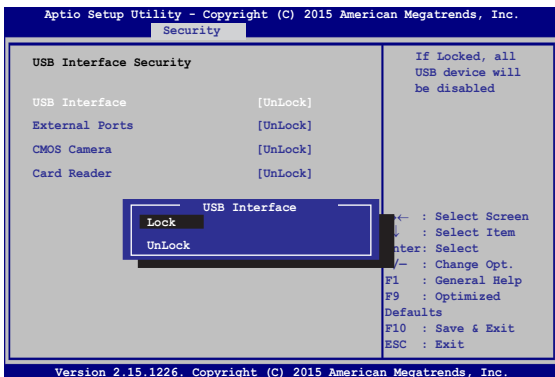 Aptio Setup Utility - Copyright (C) 2015 American Megatrends, Inc.
Security
USB Interface Security
USB Interface [UnLock]
External Ports [UnLock]
CMOS Camera [UnLock]
Card Reader [UnLock]
If Locked, all
USB device will
be disabled
USB Interface
Lock
UnLock
→← : Select Screen
↓ : Select Item
nter: Select
/— : Change Opt.
F1 : General Help
F9 : Optimized
Defaults
F10 : Save & Exit
ESC : Exit
Version 2.15.1226. Copyright (C) 2015 American Megatrends, Inc.